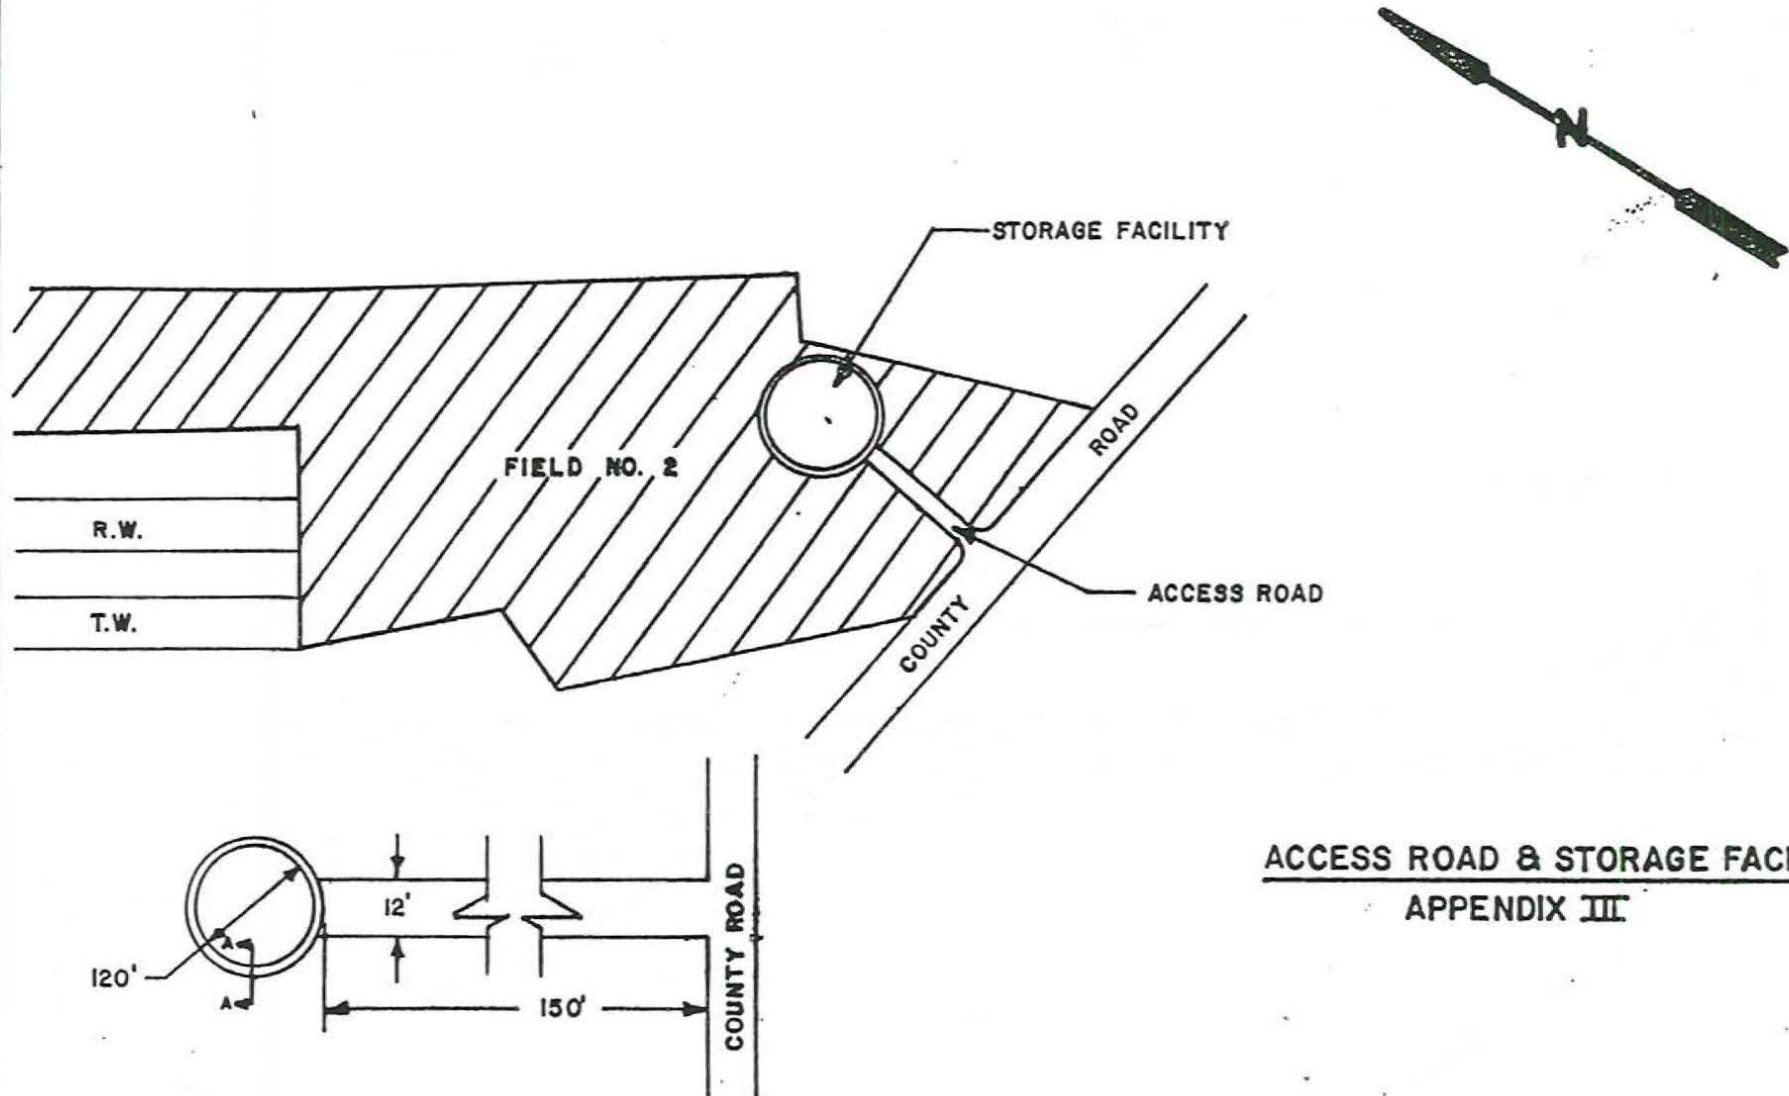 N
STORAGE FACILITY
FIELD NO. 2
ROAD
R.W.
T.W.
COUNTY
ACCESS ROAD
12'
120'
A
A
150'
COUNTY ROAD
ACCESS ROAD & STORAGE FACI
APPENDIX III